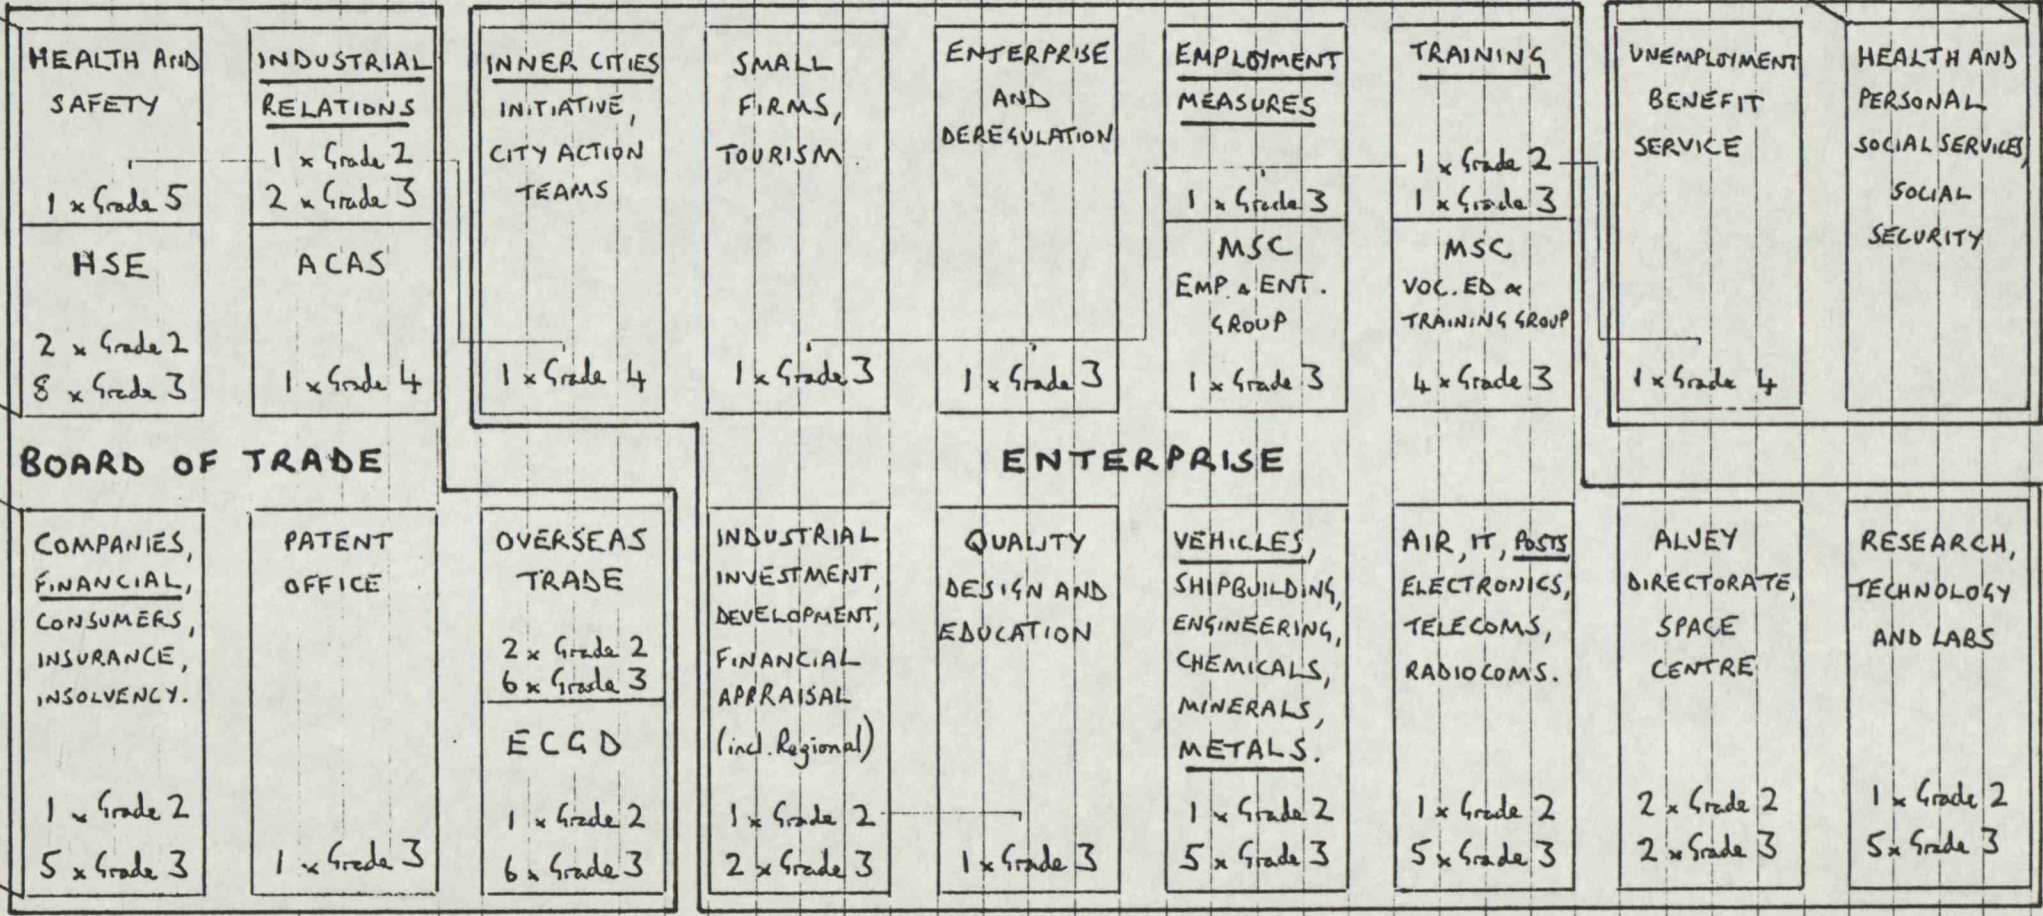 HEALTH AND
SAFETY
1 x Grade 5
HSE
2 x Grade 2
8 x Grade 3
INDUSTRIAL
RELATIONS
1 x Grade 2
2 x Grade 3
ACAS
1 x Grade 4
INNER CITIES
INITIATIVE,
CITY ACTION
TEAMS
1 x Grade 4
SMALL
FIRMS,
TOURISM.
1 x Grade 3
ENTERPRISE
AND
DEREGULATION
1 x Grade 3
EMPLOYMENT
MEASURES
1 x Grade 3
MSC
EMP. & ENT.
GROUP
1 x Grade 3
TRAINING
1 x Grade 2
1 x Grade 3
MSC
VOC. ED &
TRAINING GROUP
4 x Grade 3
UNEMPLOYMENT
BENEFIT
SERVICE
1 x Grade 4
HEALTH AND
PERSONAL
SOCIAL SERVICES,
SOCIAL
SECURITY
BOARD OF TRADE
ENTERPRISE
COMPANIES,
FINANCIAL,
CONSUMERS,
INSURANCE,
INSOLVENCY.
1 x Grade 2
5 x Grade 3
PATENT
OFFICE
1 x Grade 3
OVERSEAS
TRADE
2 x Grade 2
6 x Grade 3
ECGD
1 x Grade 2
6 x Grade 3
INDUSTRIAL
INVESTMENT,
DEVELOPMENT,
FINANCIAL
APPRAISAL
(incl. Regional)
1 x Grade 2
2 x Grade 3
QUALITY
DESIGN AND
EDUCATION
1 x Grade 3
VEHICLES,
SHIPBUILDING,
ENGINEERING,
CHEMICALS,
MINERALS,
METALS.
1 x Grade 2
5 x Grade 3
AIR, IT, POSTS
ELECTRONICS,
TELECOMS,
RADIOCOMS.
1 x Grade 2
5 x Grade 3
ALVEY
DIRECTORATE,
SPACE
CENTRE
2 x Grade 2
2 x Grade 3
RESEARCH,
TECHNOLOGY
AND LABS
1 x Grade 2
5 x Grade 3